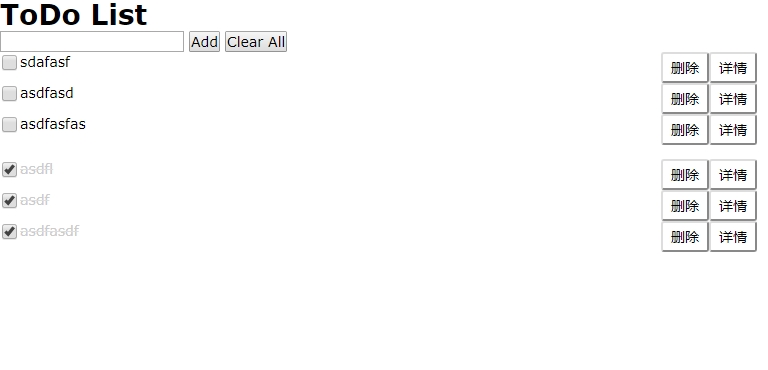 ToDo List
Add Clear All
sdafasf 删除 详情
asdfasd 删除 详情
asdfasfas 删除 详情
asdfl 删除 详情
asdf 删除 详情
asdfasdf 删除 详情